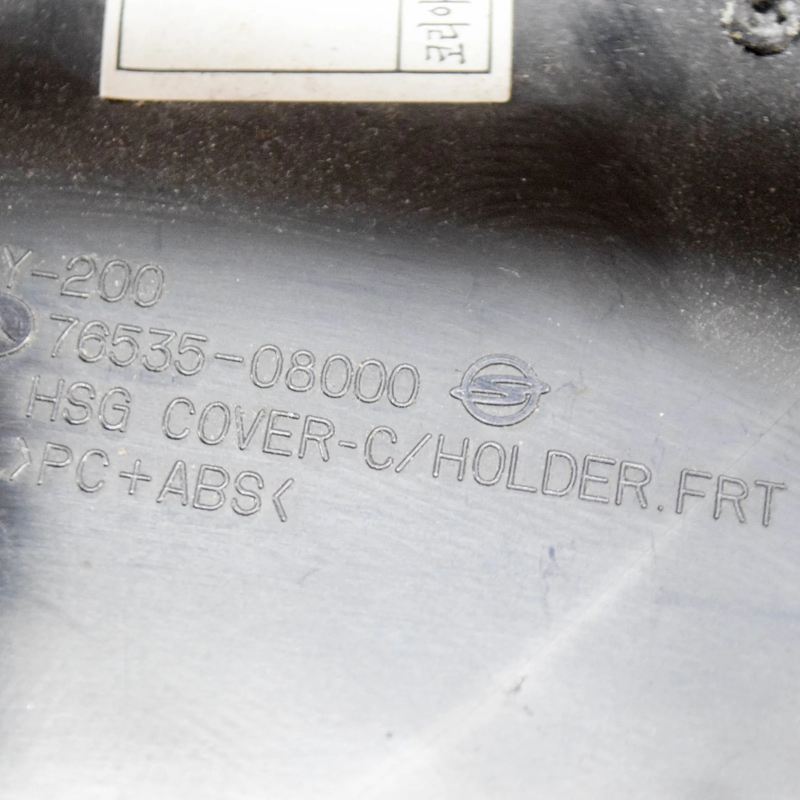 Y-200
76535-08000
HSG COVER-C/HOLDER.FRT
>PC+ABS<